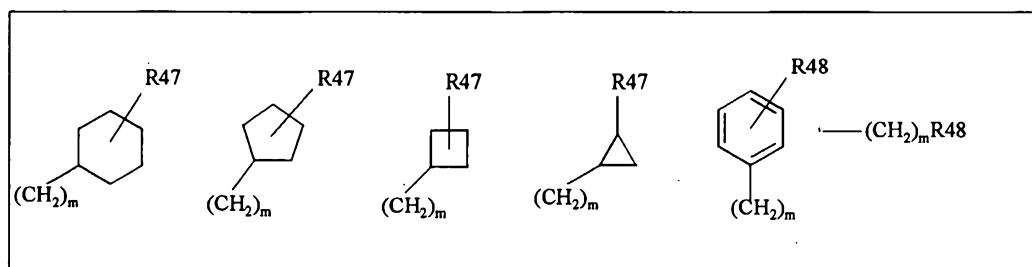 R47 R47 R47 R47 R48
(CH₂)ₘR48
(CH₂)ₘ (CH₂)ₘ (CH₂)ₘ (CH₂)ₘ (CH₂)ₘ